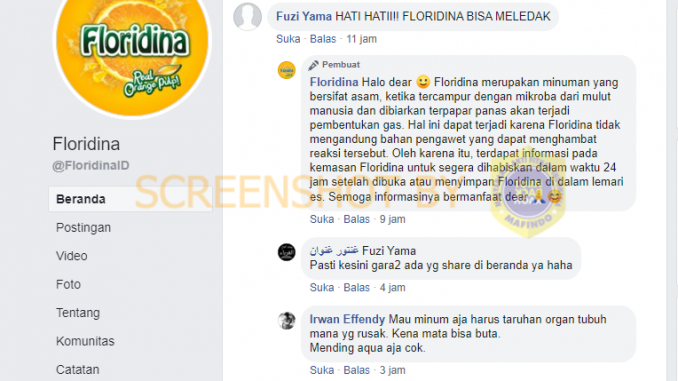 Floridina
Real
Orange Pulp!
Floridina
@FloridinaID
Beranda
Postingan
Video
Foto
Tentang
Komunitas
Catatan
Fuzi Yama HATI HATI!!! FLORIDINA BISA MELEDAK
Suka · Balas · 11 jam
Pembuat
Floridina Halo dear 🙂 Floridina merupakan minuman yang
bersifat asam, ketika tercampur dengan mikroba dari mulut
manusia dan dibiarkan terpapar panas akan terjadi
pembentukan gas. Hal ini dapat terjadi karena Floridina tidak
mengandung bahan pengawet yang dapat menghambat
reaksi tersebut. Oleh karena itu, terdapat informasi pada
kemasan Floridina untuk segera dihabiskan dalam waktu 24
jam setelah dibuka atau menyimpan Floridina di dalam lemari
es. Semoga informasinya bermanfaat dear 🙏😊
Suka · Balas · 9 jam
غنتور غنوان Fuzi Yama
Pasti kesini gara2 ada yg share di beranda ya haha
Suka · Balas · 4 jam
Irwan Effendy Mau minum aja harus taruhan organ tubuh
mana yg rusak. Kena mata bisa buta.
Mending aqua aja cok.
Suka · Balas · 3 jam
SCREENSHOT BY
MAFINDO